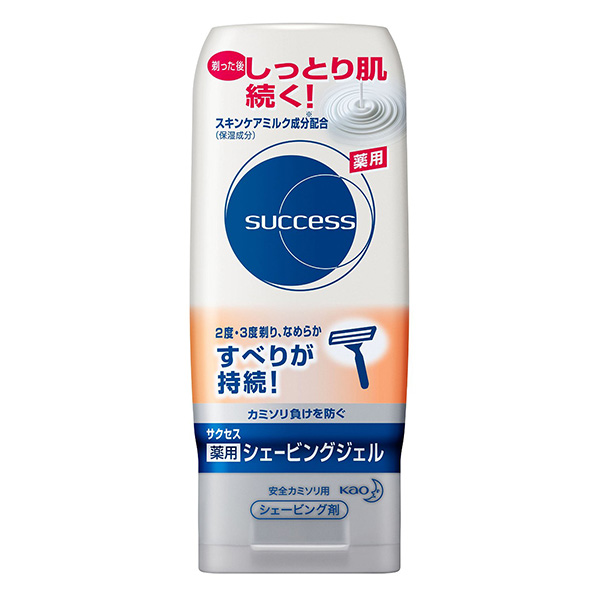 剃った後
しっとり肌
続く!
スキンケアミルク成分配合※
(保湿成分)
薬用
success
2度・3度剃り、なめらか
すべりが
持続!
カミソリ負けを防ぐ
サクセス
薬用 シェービングジェル
安全カミソリ用 Kao
シェービング剤